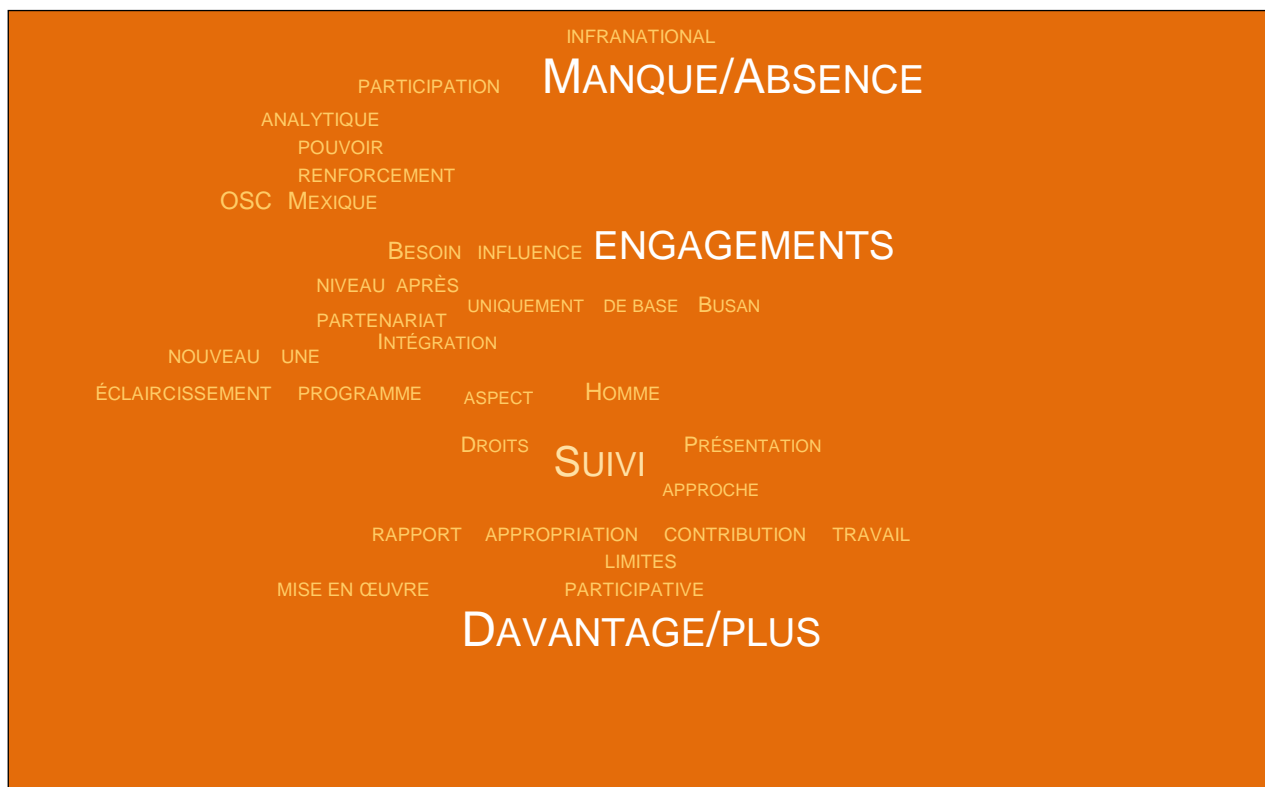 INFRANATIONAL
PARTICIPATION MANQUE/ABSENCE
ANALYTIQUE
POUVOIR
RENFORCEMENT
OSC MEXIQUE
BESOIN INFLUENCE ENGAGEMENTS
NIVEAU APRÈS
UNIQUEMENT DE BASE BUSAN
PARTENARIAT
INTÉGRATION
NOUVEAU UNE
ÉCLAIRCISSEMENT PROGRAMME ASPECT HOMME
DROITS SUIVI PRÉSENTATION
APPROCHE
RAPPORT APPROPRIATION CONTRIBUTION TRAVAIL
LIMITES
MISE EN ŒUVRE PARTICIPATIVE
DAVANTAGE/PLUS